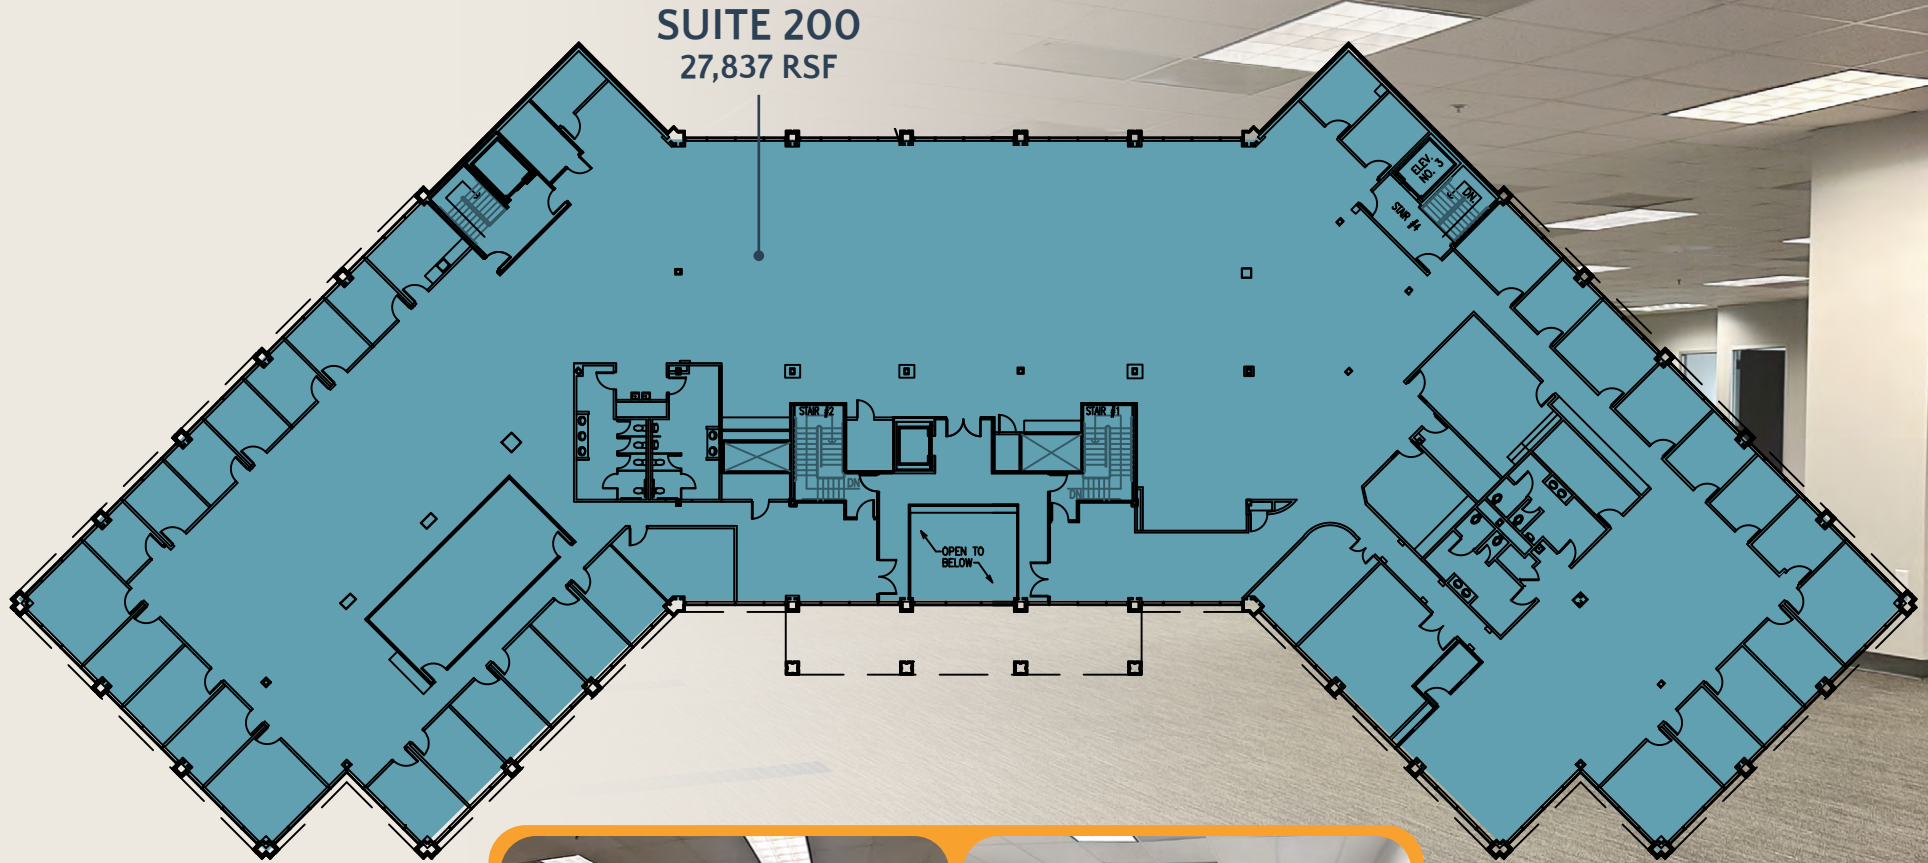 SUITE 200
27,837 RSF
ELEV.
NO. 3
DN.
STAIR #4
STAIR #2
STAIR #1
DN
DN
OPEN TO
BELOW